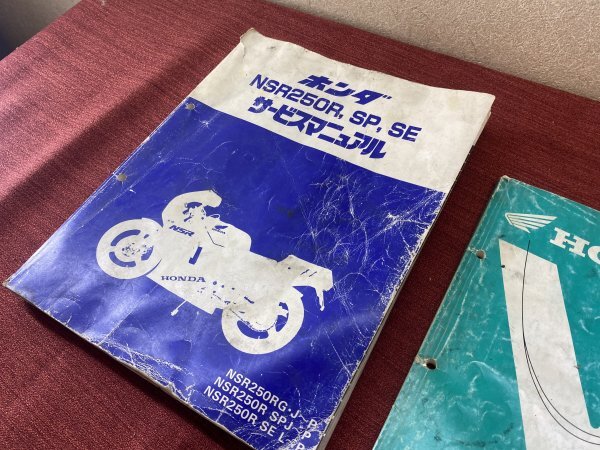 ホンダ
NSR250R, SP, SE
サービスマニュアル
NSR
HONDA
NSR250RG·J P
NSR250R SPJ P
NSR250R SE L P
HO